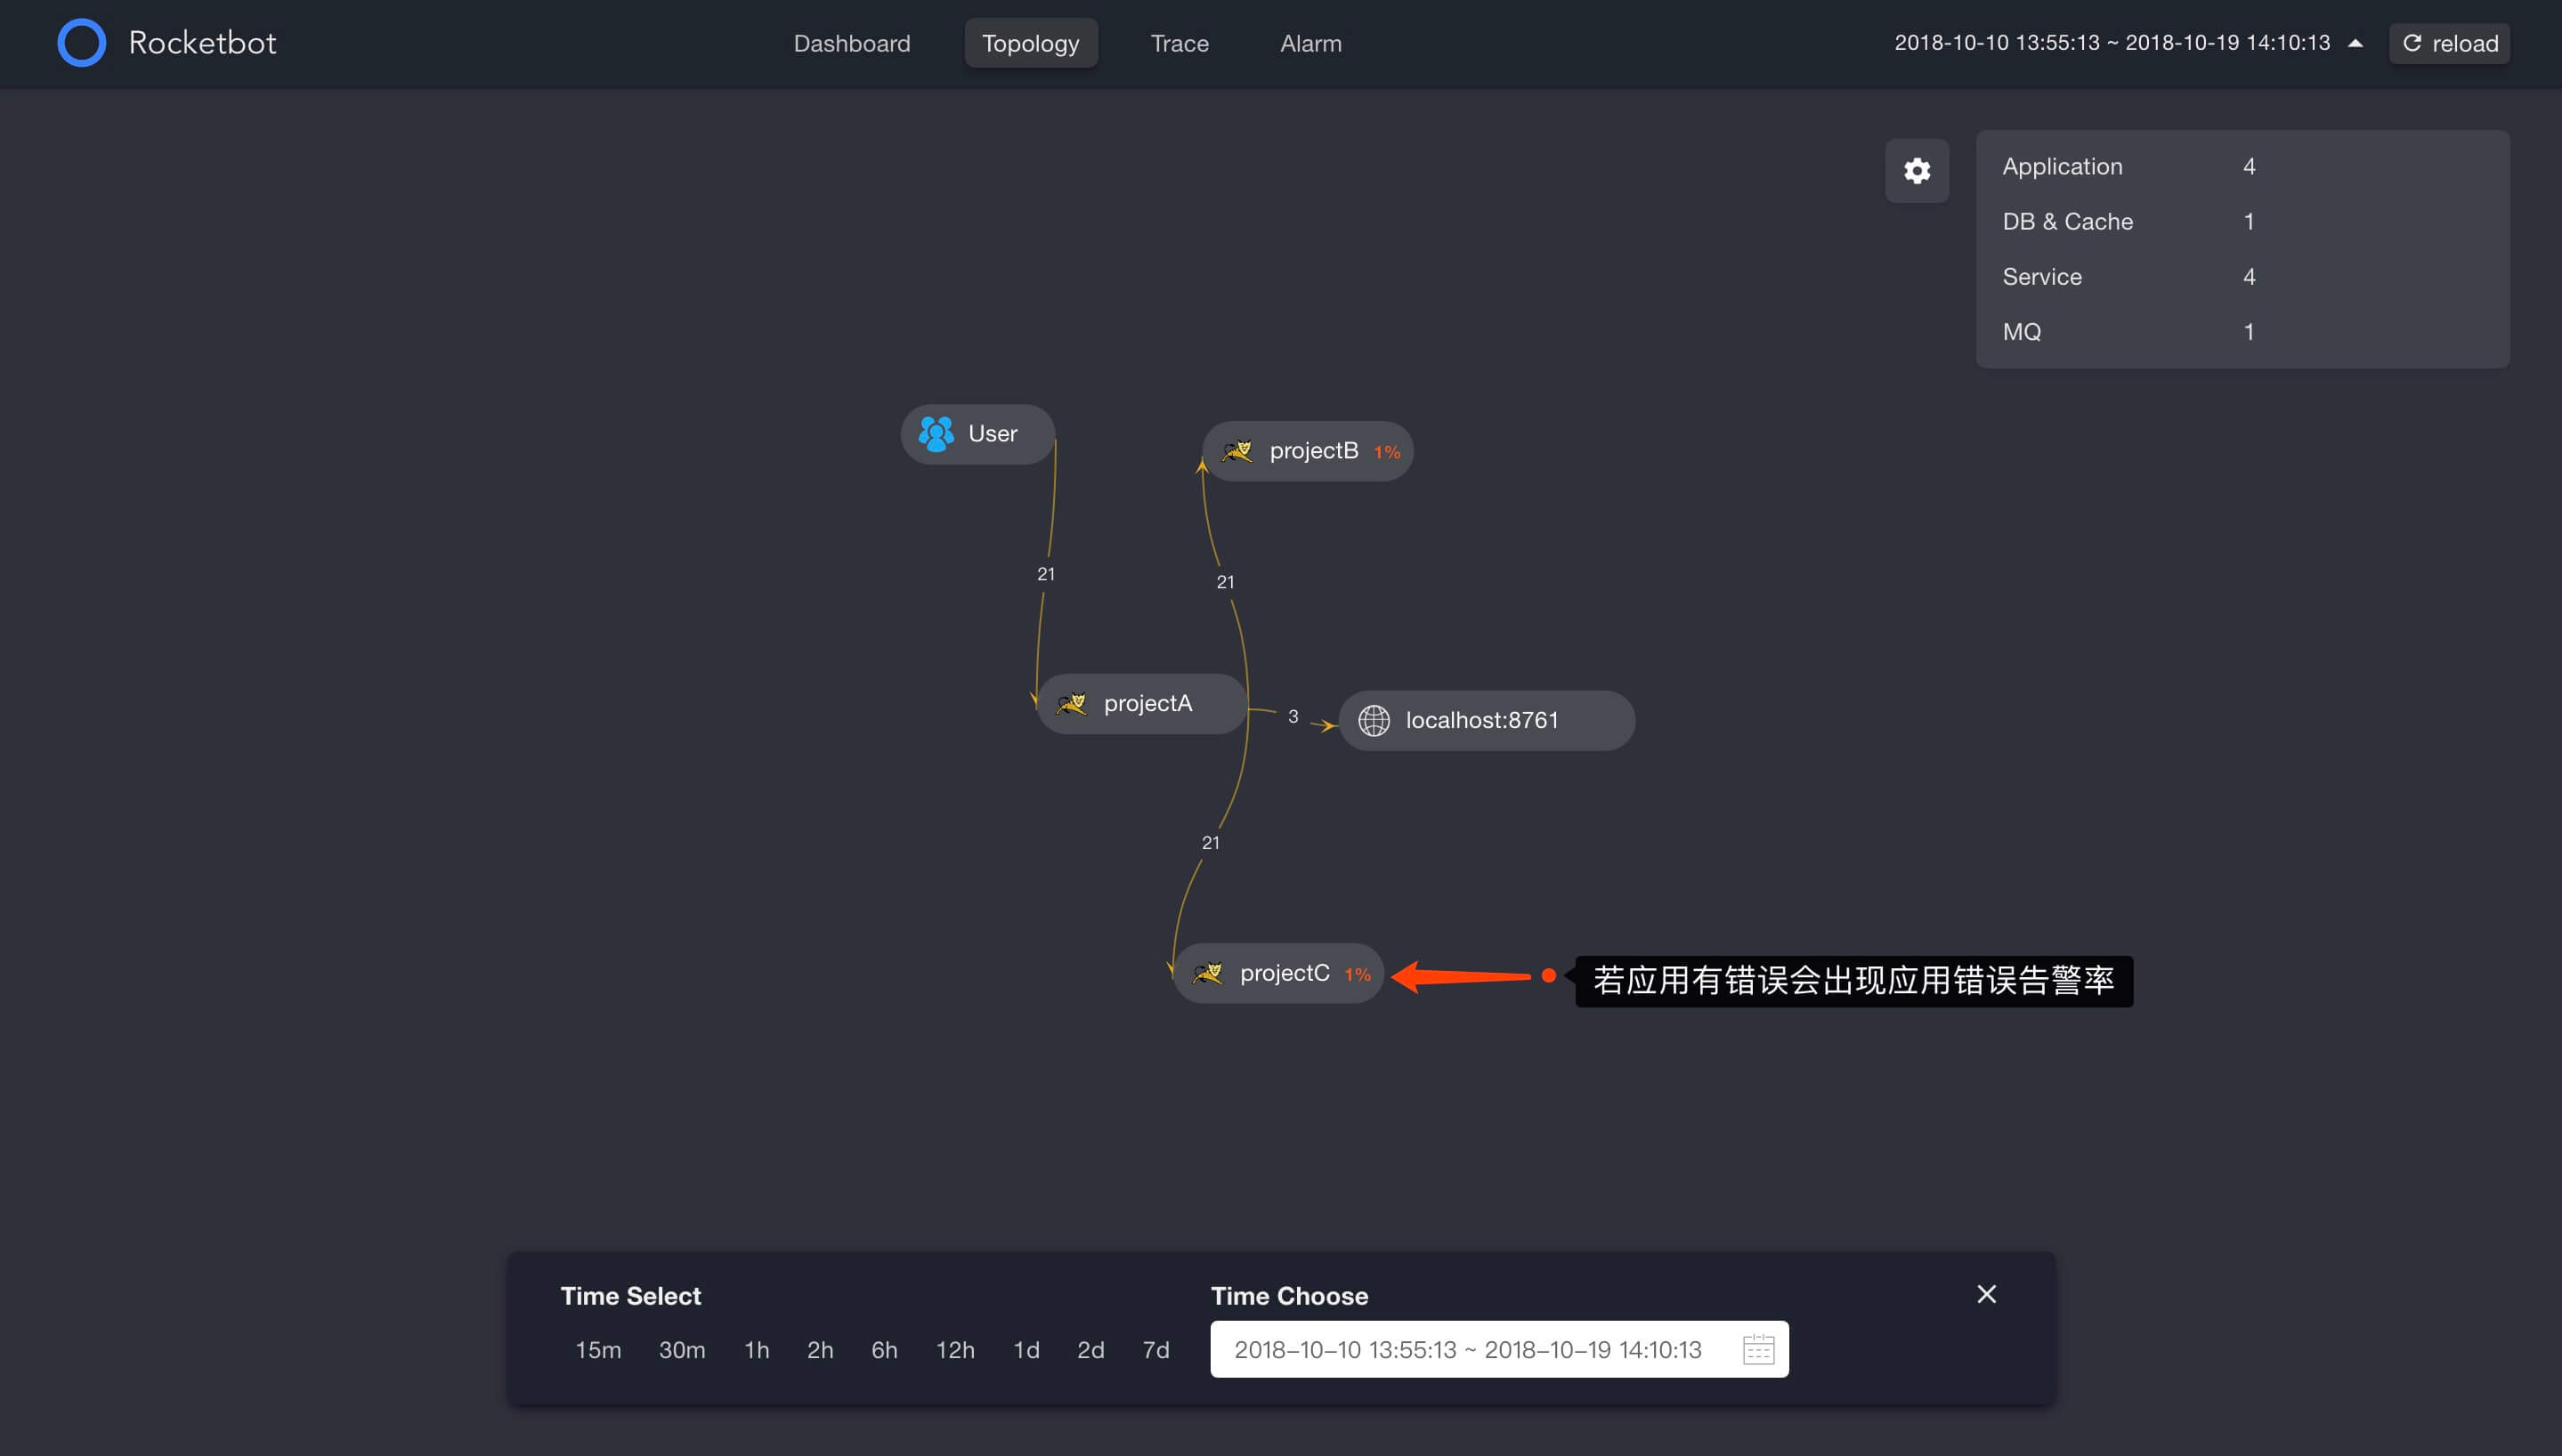 Rocketbot
Dashboard Topology Trace Alarm
2018-10-10 13:55:13 ~ 2018-10-19 14:10:13
reload
Application 4
DB & Cache 1
Service 4
MQ 1
User
projectB 1%
21
21
projectA
3
localhost:8761
21
projectC 1%
若应用有错误会出现应用错误告警率
Time Select
15m 30m 1h 2h 6h 12h 1d 2d 7d
Time Choose
2018–10–10 13:55:13 ~ 2018–10–19 14:10:13